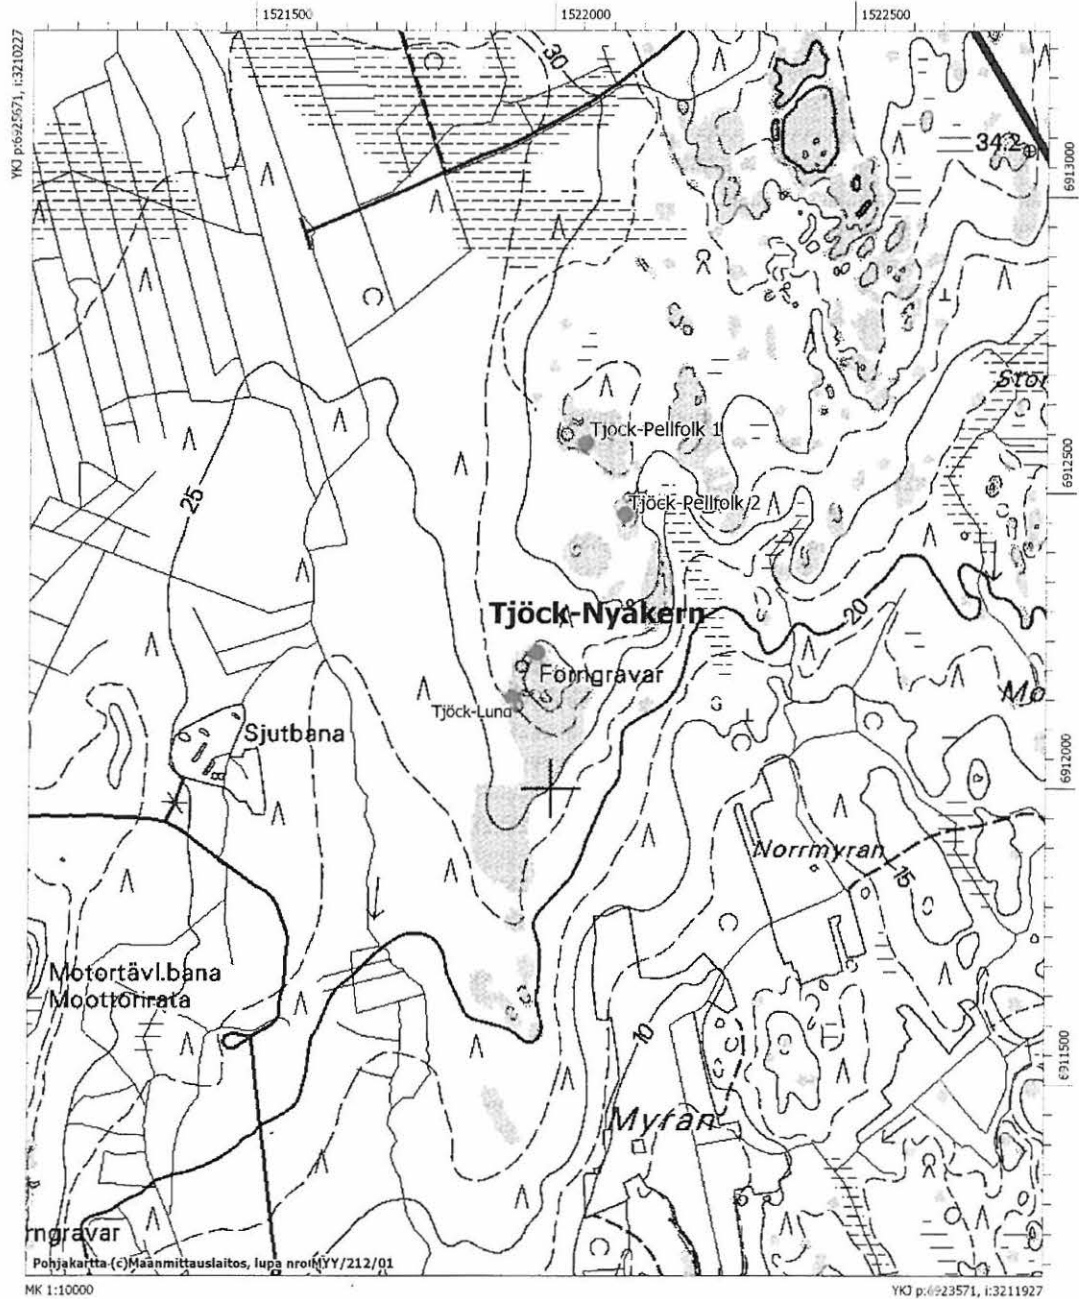 1521500
1522000
1522500
YKJ p:6925671, i:3210227
30
34.2
6913000
Stor
Tjöck-Pellfolk 1
6912500
Tjöck-Pellfolk 2
25
20
Tjöck-Nyåkern
Fornngravar
Mo
Tjöck-Lund
Sjutbana
6912000
Norrmyran
15
Motortävl.bana
Moottorirata
10
6911500
Myran
rngravar
Pohjakartta (c)Maanmittauslaitos, lupa nro MYY/212/01
MK 1:10000
YKJ p:6923571, i:3211927